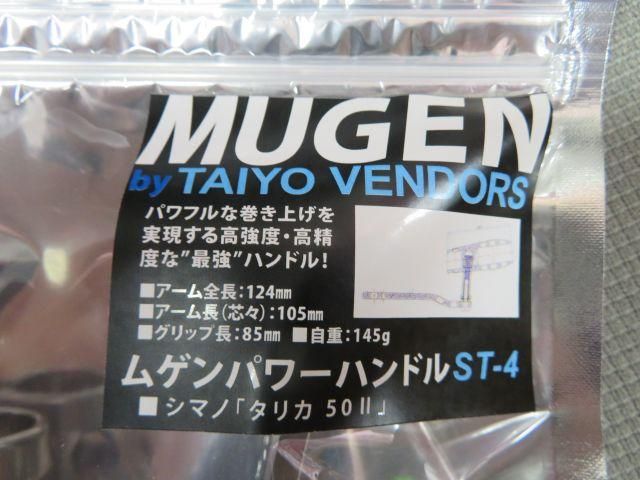 MUGEN
by TAIYO VENDORS
パワフルな巻き上げを
実現する高強度・高精
度な"最強"ハンドル！
■アーム全長：124㎜
■アーム長（芯々）：105㎜
■グリップ長：85㎜ ■自重：145g
ムゲンパワーハンドル ST-4
■シマノ「タリカ 50Ⅱ」